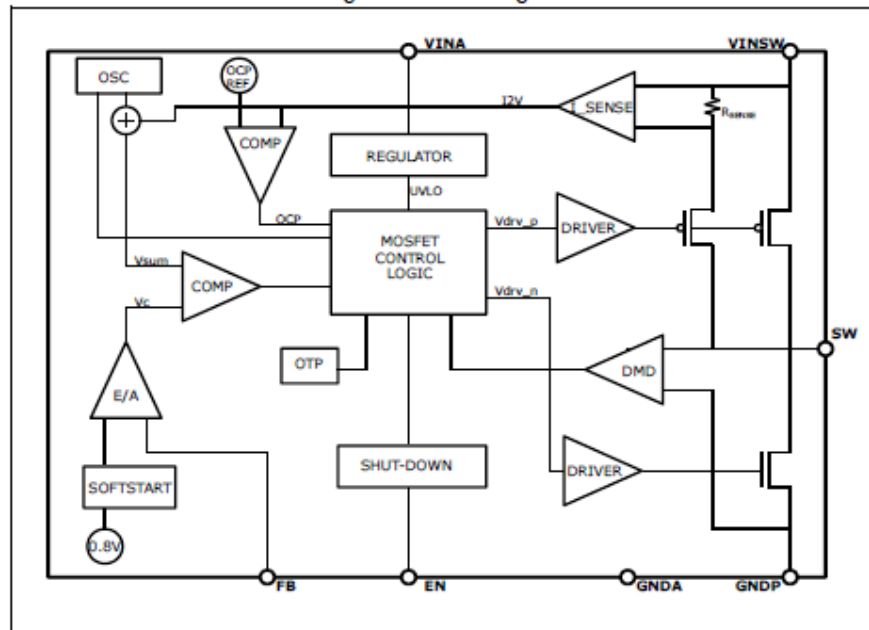 VINA
VINSW
OSC
OCP
REF
I2V
I_SENSE
RSENSE
COMP
REGULATOR
UVLO
OCP
MOSFET
CONTROL
LOGIC
Vdrv_p
DRIVER
Vsum
COMP
Vc
Vdrv_n
SW
OTP
DMD
E/A
SHUT-DOWN
DRIVER
SOFTSTART
0.8V
FB
EN
GNDA
GNDP